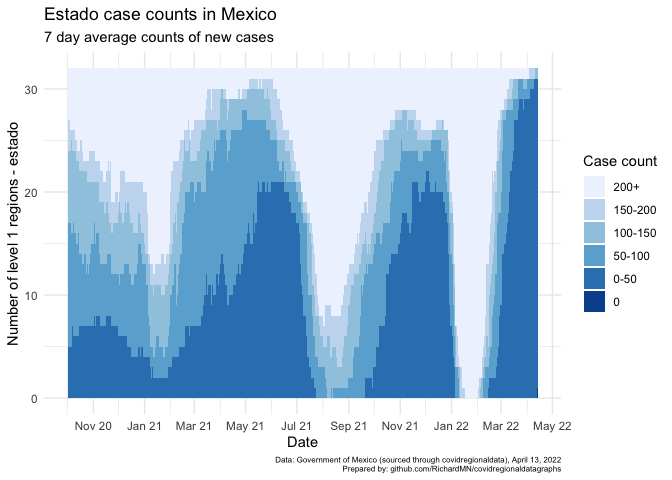 Estado case counts in Mexico
7 day average counts of new cases
Number of level 1 regions - estado
30
20
10
0
Nov 20 Jan 21 Mar 21 May 21 Jul 21 Sep 21 Nov 21 Jan 22 Mar 22 May 22
Date
Case count
200+
150-200
100-150
50-100
0-50
0
Data: Government of Mexico (sourced through covidregionaldata), April 13, 2022
Prepared by: github.com/RichardMN/covidregionaldatagraphs